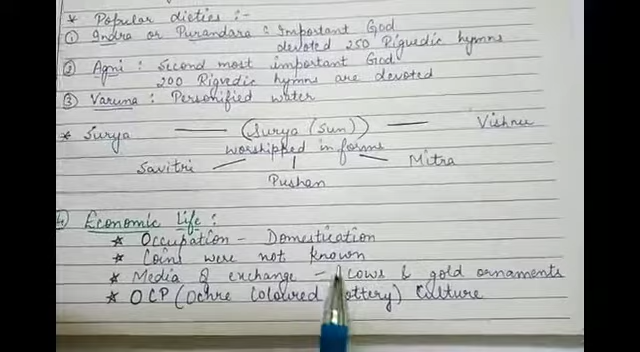 * Popular dieties :-
① Indra or Purandara : Important God
devoted 250 Rigvedic hymns
② Agni : Second most important God
200 Rigvedic hymns are devoted
③ Varuna : Personified water
* Surya — (Surya (Sun)) — Vishnu
worshipped in forms
Savitri Mitra
Pushan
④ Economic Life :
* Occupation - Domestication
* Coins were not known
* Media of exchange - cows & gold ornaments
* OCP (Ochre Coloured Pottery) Culture